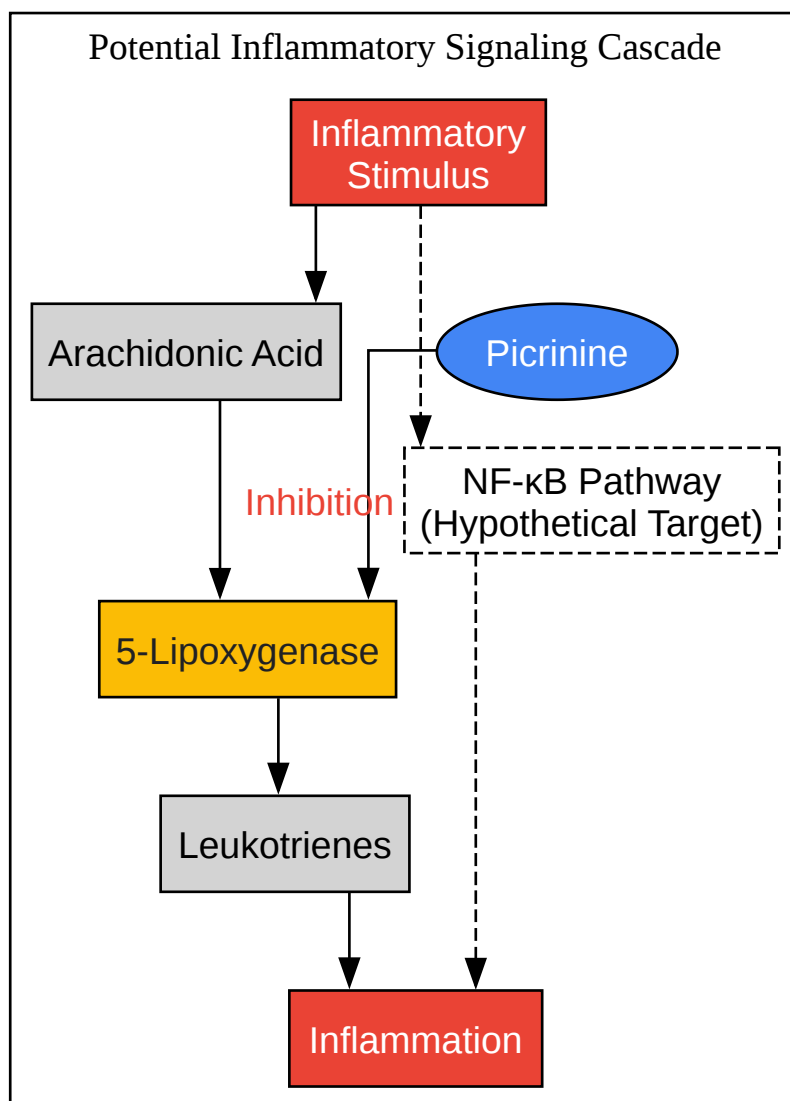 Potential Inflammatory Signaling Cascade
Inflammatory
Stimulus
Arachidonic Acid
Picrinine
NF-κB Pathway
(Hypothetical Target)
Inhibition
5-Lipoxygenase
Leukotrienes
Inflammation